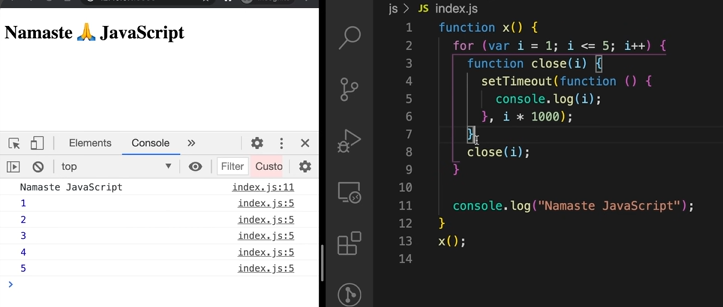 Namaste 🙏 JavaScript
Elements Console »
top Filter Custo
Namaste JavaScript index.js:11
1 index.js:5
2 index.js:5
3 index.js:5
4 index.js:5
5 index.js:5
js > JS index.js
1 function x() {
2 for (var i = 1; i <= 5; i++) {
3 function close(i) {
4 setTimeout(function () {
5 console.log(i);
6 }, i * 1000);
7 }
8 close(i);
9 }
10
11 console.log("Namaste JavaScript");
12 }
13 x();
14